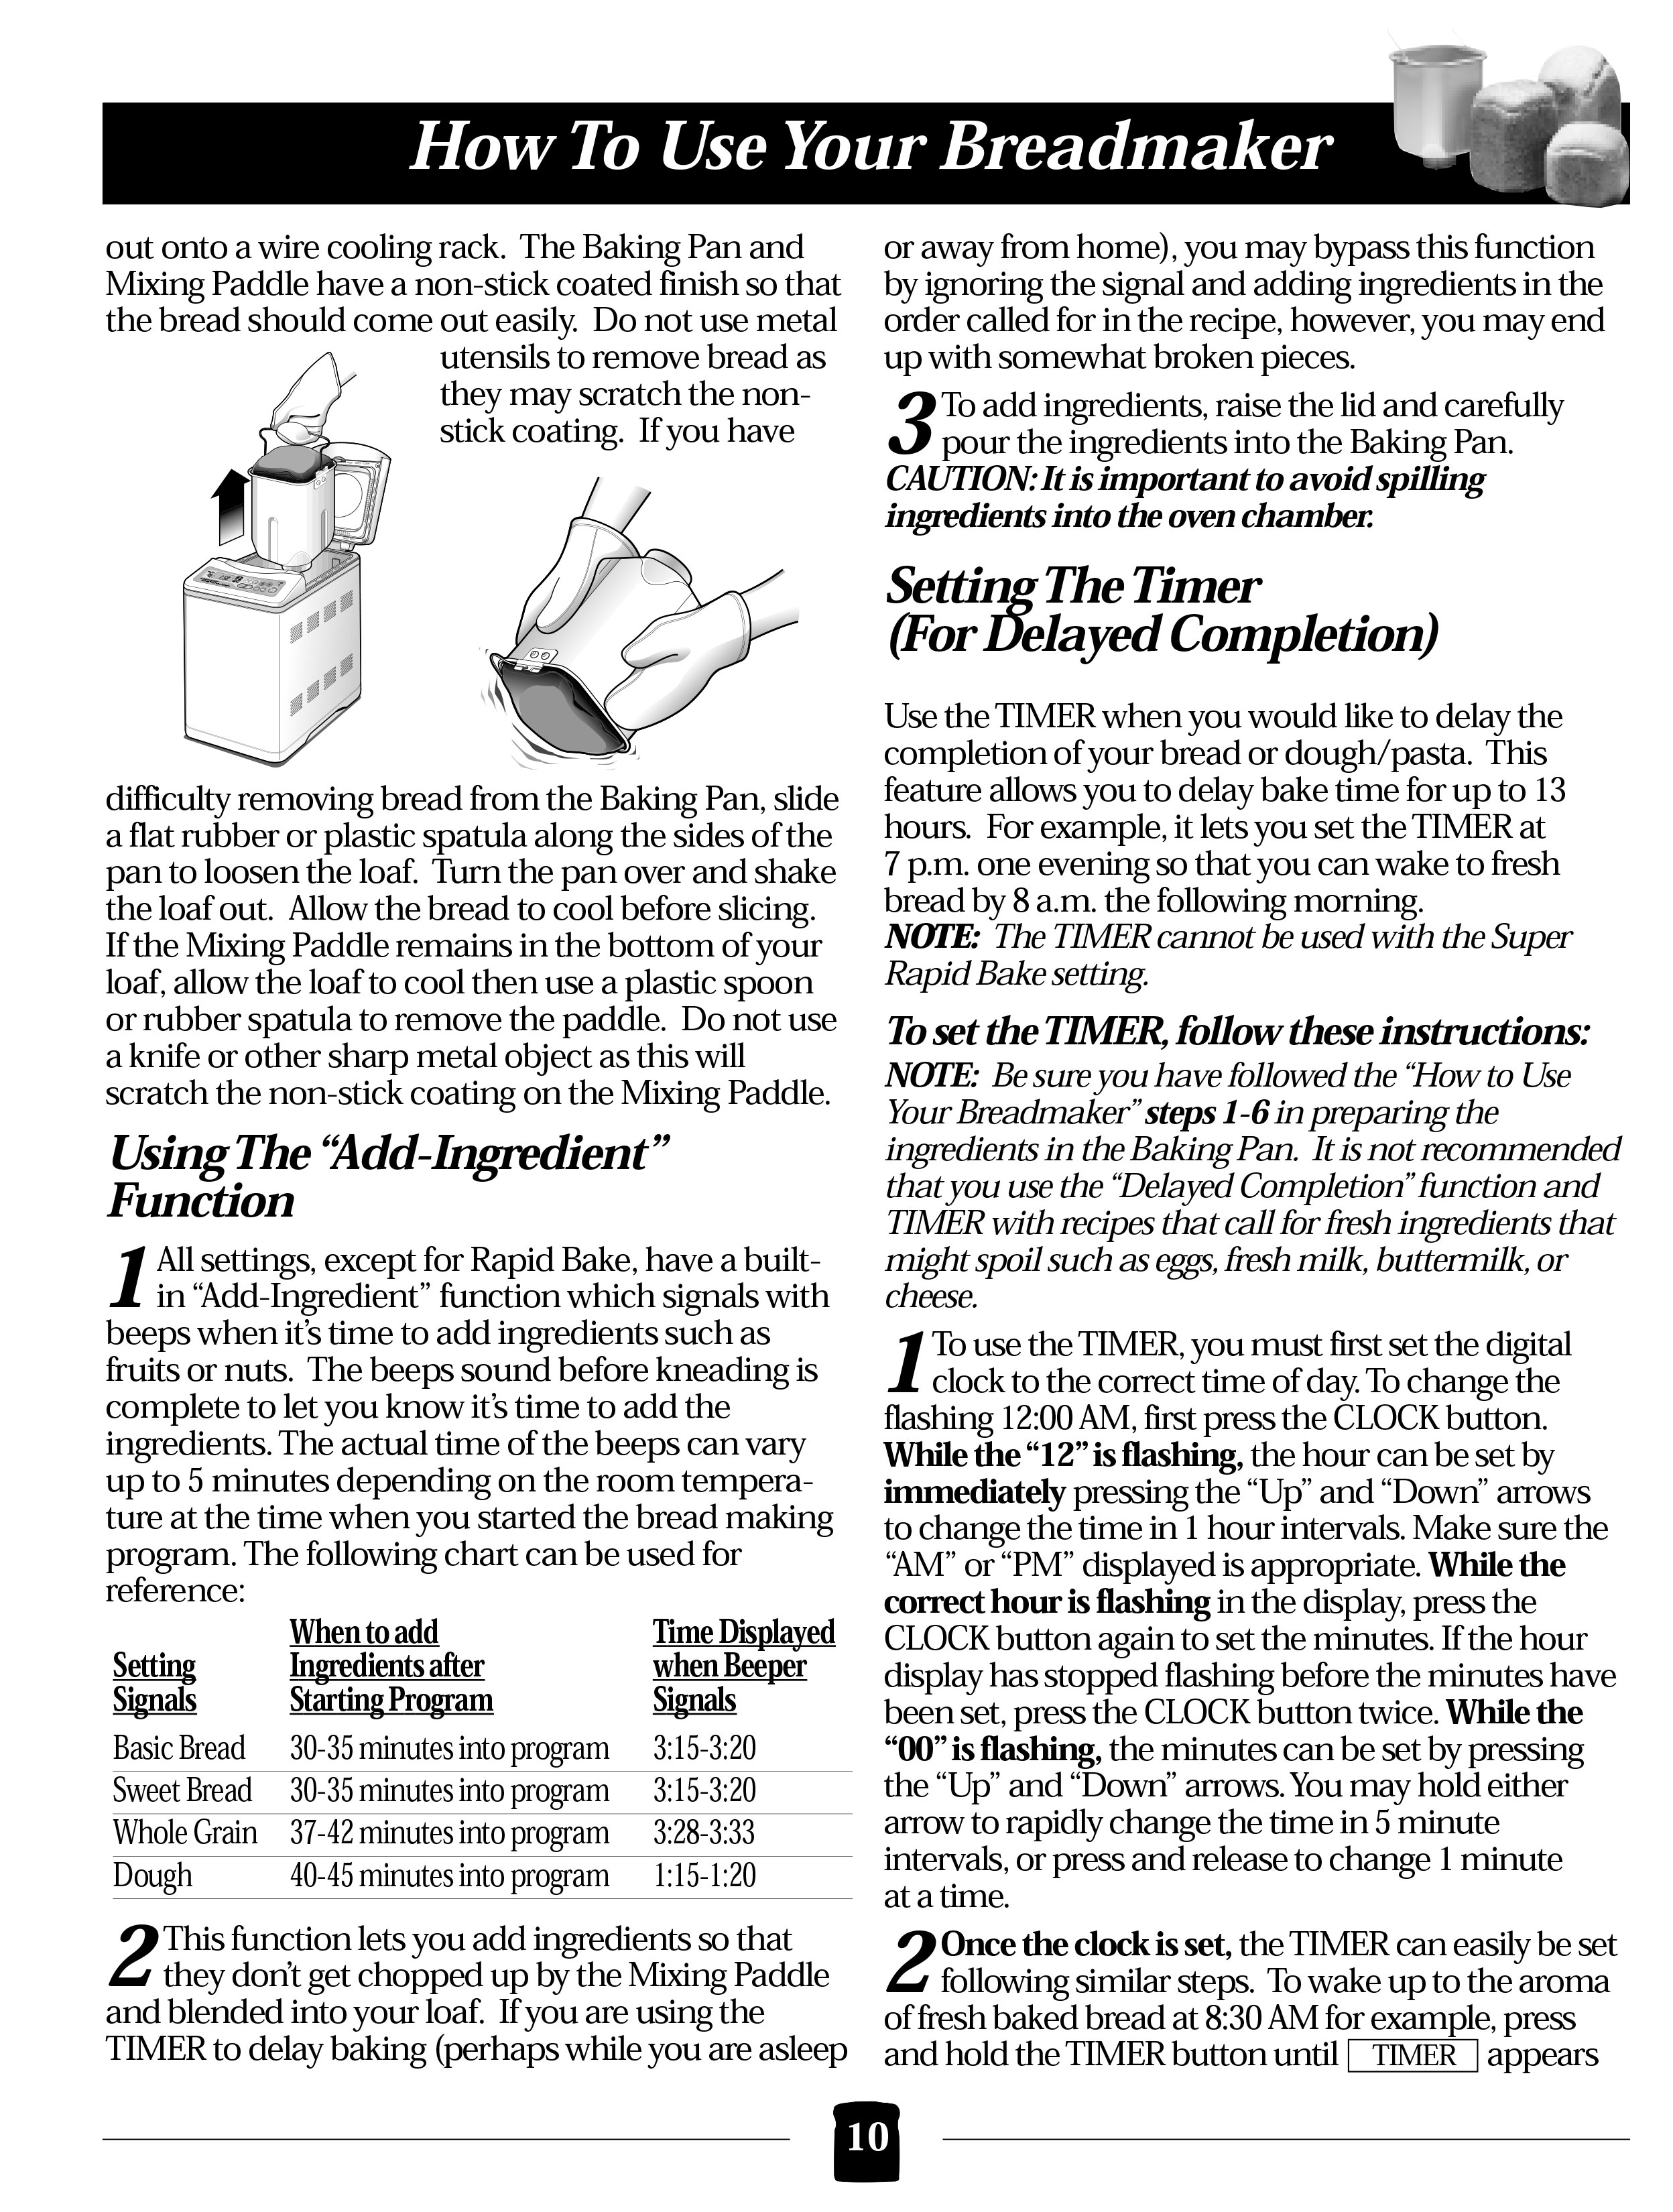 How To Use Your Breadmaker
out onto a wire cooling rack. The Baking Pan and
Mixing Paddle have a non-stick coated finish so that
the bread should come out easily. Do not use metal
utensils to remove bread as
they may scratch the non-
stick coating. If you have
difficulty removing bread from the Baking Pan, slide
a flat rubber or plastic spatula along the sides of the
pan to loosen the loaf. Turn the pan over and shake
the loaf out. Allow the bread to cool before slicing.
If the Mixing Paddle remains in the bottom of your
loaf, allow the loaf to cool then use a plastic spoon
or rubber spatula to remove the paddle. Do not use
a knife or other sharp metal object as this will
scratch the non-stick coating on the Mixing Paddle.
Using The “Add-Ingredient”
Function
1 All settings, except for Rapid Bake, have a built-
in “Add-Ingredient” function which signals with
beeps when it’s time to add ingredients such as
fruits or nuts. The beeps sound before kneading is
complete to let you know it’s time to add the
ingredients. The actual time of the beeps can vary
up to 5 minutes depending on the room tempera-
ture at the time when you started the bread making
program. The following chart can be used for
reference:
When to add Time Displayed
Setting Ingredients after when Beeper
Signals Starting Program Signals
Basic Bread 30-35 minutes into program 3:15-3:20
Sweet Bread 30-35 minutes into program 3:15-3:20
Whole Grain 37-42 minutes into program 3:28-3:33
Dough 40-45 minutes into program 1:15-1:20
2 This function lets you add ingredients so that
they don’t get chopped up by the Mixing Paddle
and blended into your loaf. If you are using the
TIMER to delay baking (perhaps while you are asleep
or away from home), you may bypass this function
by ignoring the signal and adding ingredients in the
order called for in the recipe, however, you may end
up with somewhat broken pieces.
3 To add ingredients, raise the lid and carefully
pour the ingredients into the Baking Pan.
CAUTION: It is important to avoid spilling
ingredients into the oven chamber.
Setting The Timer
(For Delayed Completion)
Use the TIMER when you would like to delay the
completion of your bread or dough/pasta. This
feature allows you to delay bake time for up to 13
hours. For example, it lets you set the TIMER at
7 p.m. one evening so that you can wake to fresh
bread by 8 a.m. the following morning.
NOTE: The TIMER cannot be used with the Super
Rapid Bake setting.
To set the TIMER, follow these instructions:
NOTE: Be sure you have followed the “How to Use
Your Breadmaker” steps 1-6 in preparing the
ingredients in the Baking Pan. It is not recommended
that you use the “Delayed Completion” function and
TIMER with recipes that call for fresh ingredients that
might spoil such as eggs, fresh milk, buttermilk, or
cheese.
1 To use the TIMER, you must first set the digital
clock to the correct time of day. To change the
flashing 12:00 AM, first press the CLOCK button.
While the “12” is flashing, the hour can be set by
immediately pressing the “Up” and “Down” arrows
to change the time in 1 hour intervals. Make sure the
“AM” or “PM” displayed is appropriate. While the
correct hour is flashing in the display, press the
CLOCK button again to set the minutes. If the hour
display has stopped flashing before the minutes have
been set, press the CLOCK button twice. While the
“00” is flashing, the minutes can be set by pressing
the “Up” and “Down” arrows. You may hold either
arrow to rapidly change the time in 5 minute
intervals, or press and release to change 1 minute
at a time.
2 Once the clock is set, the TIMER can easily be set
following similar steps. To wake up to the aroma
of fresh baked bread at 8:30 AM for example, press
and hold the TIMER button until TIMER appears
10